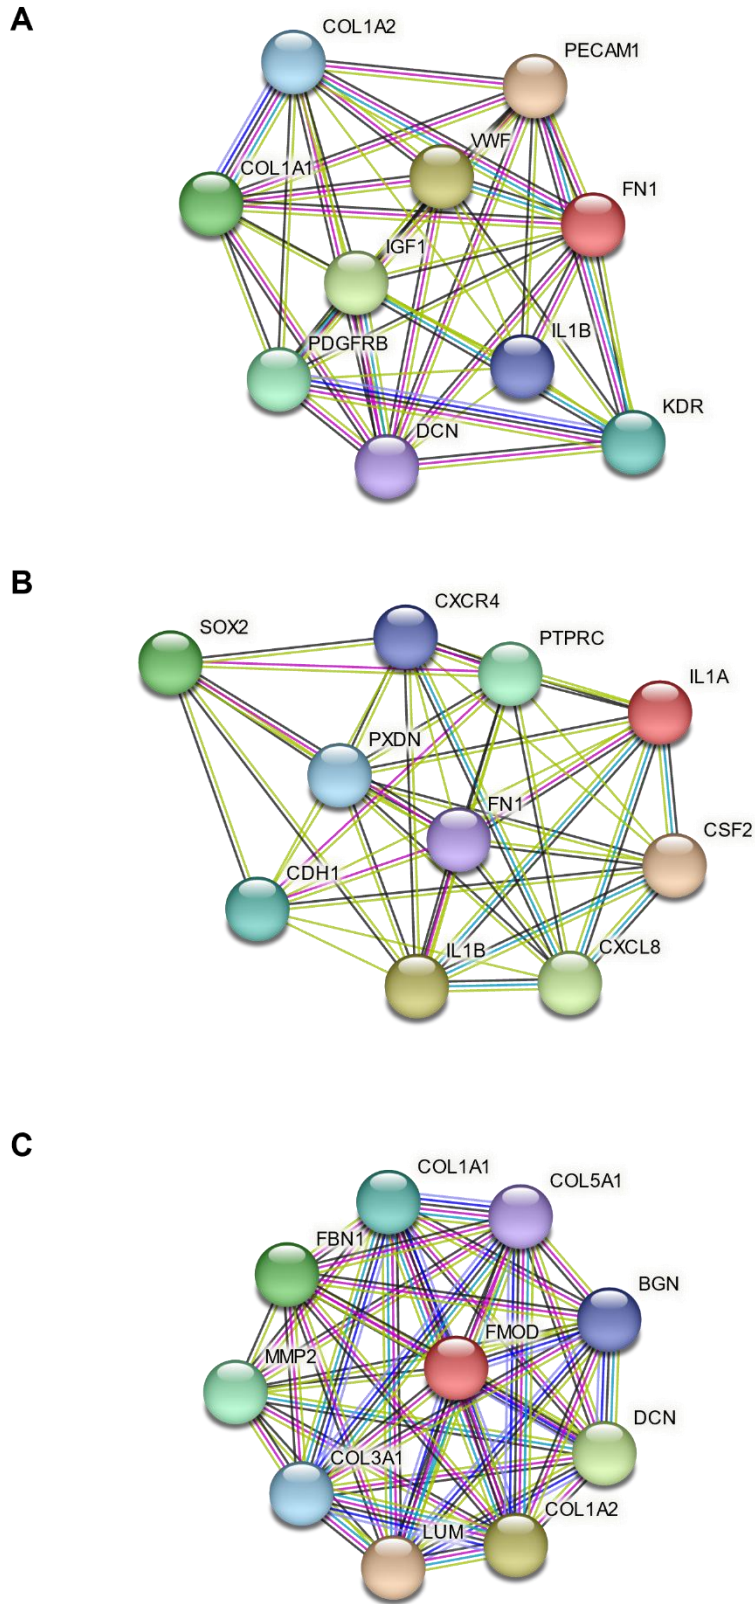 A
COL1A2
PECAM1
VWF
COL1A1
FN1
IGF1
IL1B
PDGFRB
KDR
DCN
B
CXCR4
SOX2
PTPRC
IL1A
PXDN
FN1
CSF2
CDH1
IL1B
CXCL8
C
COL1A1
COL5A1
FBN1
BGN
FMOD
MMP2
DCN
COL3A1
COL1A2
LUM